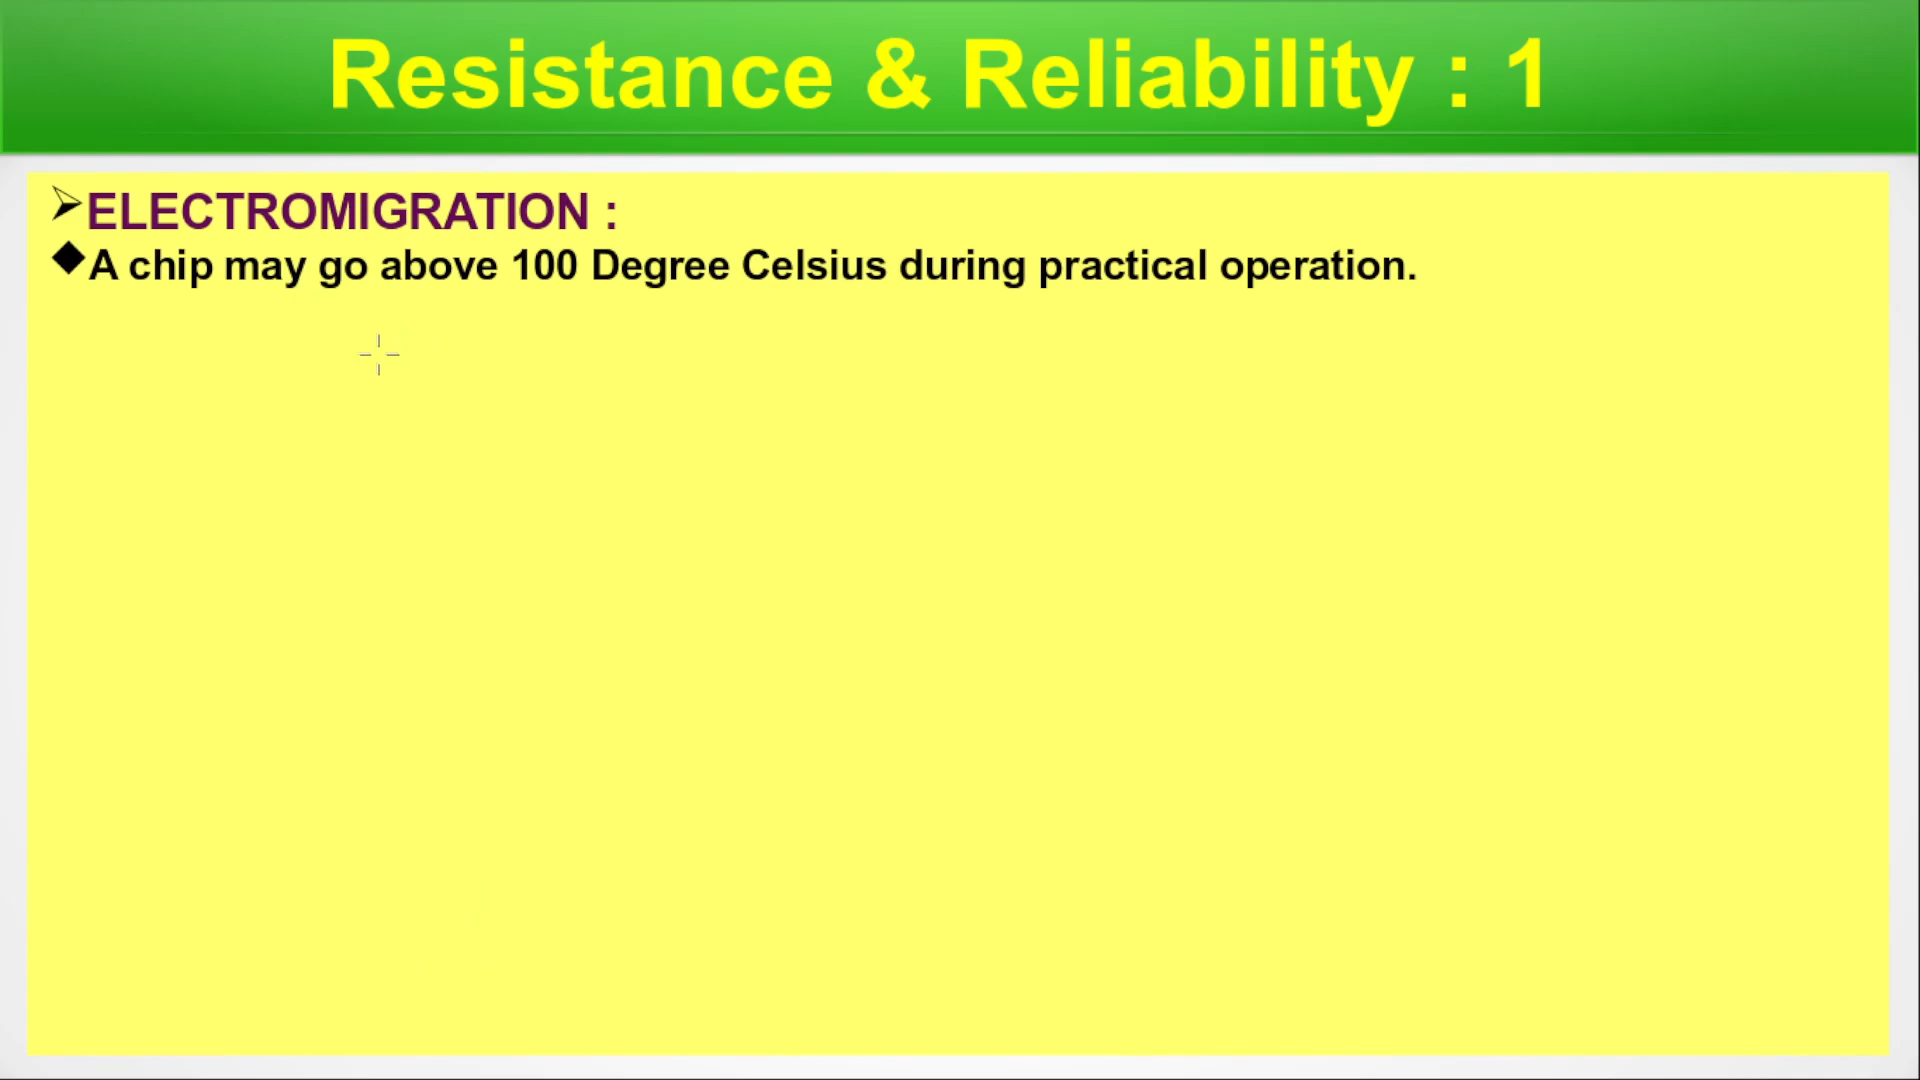 Resistance & Reliability : 1
ELECTROMIGRATION :
A chip may go above 100 Degree Celsius during practical operation.